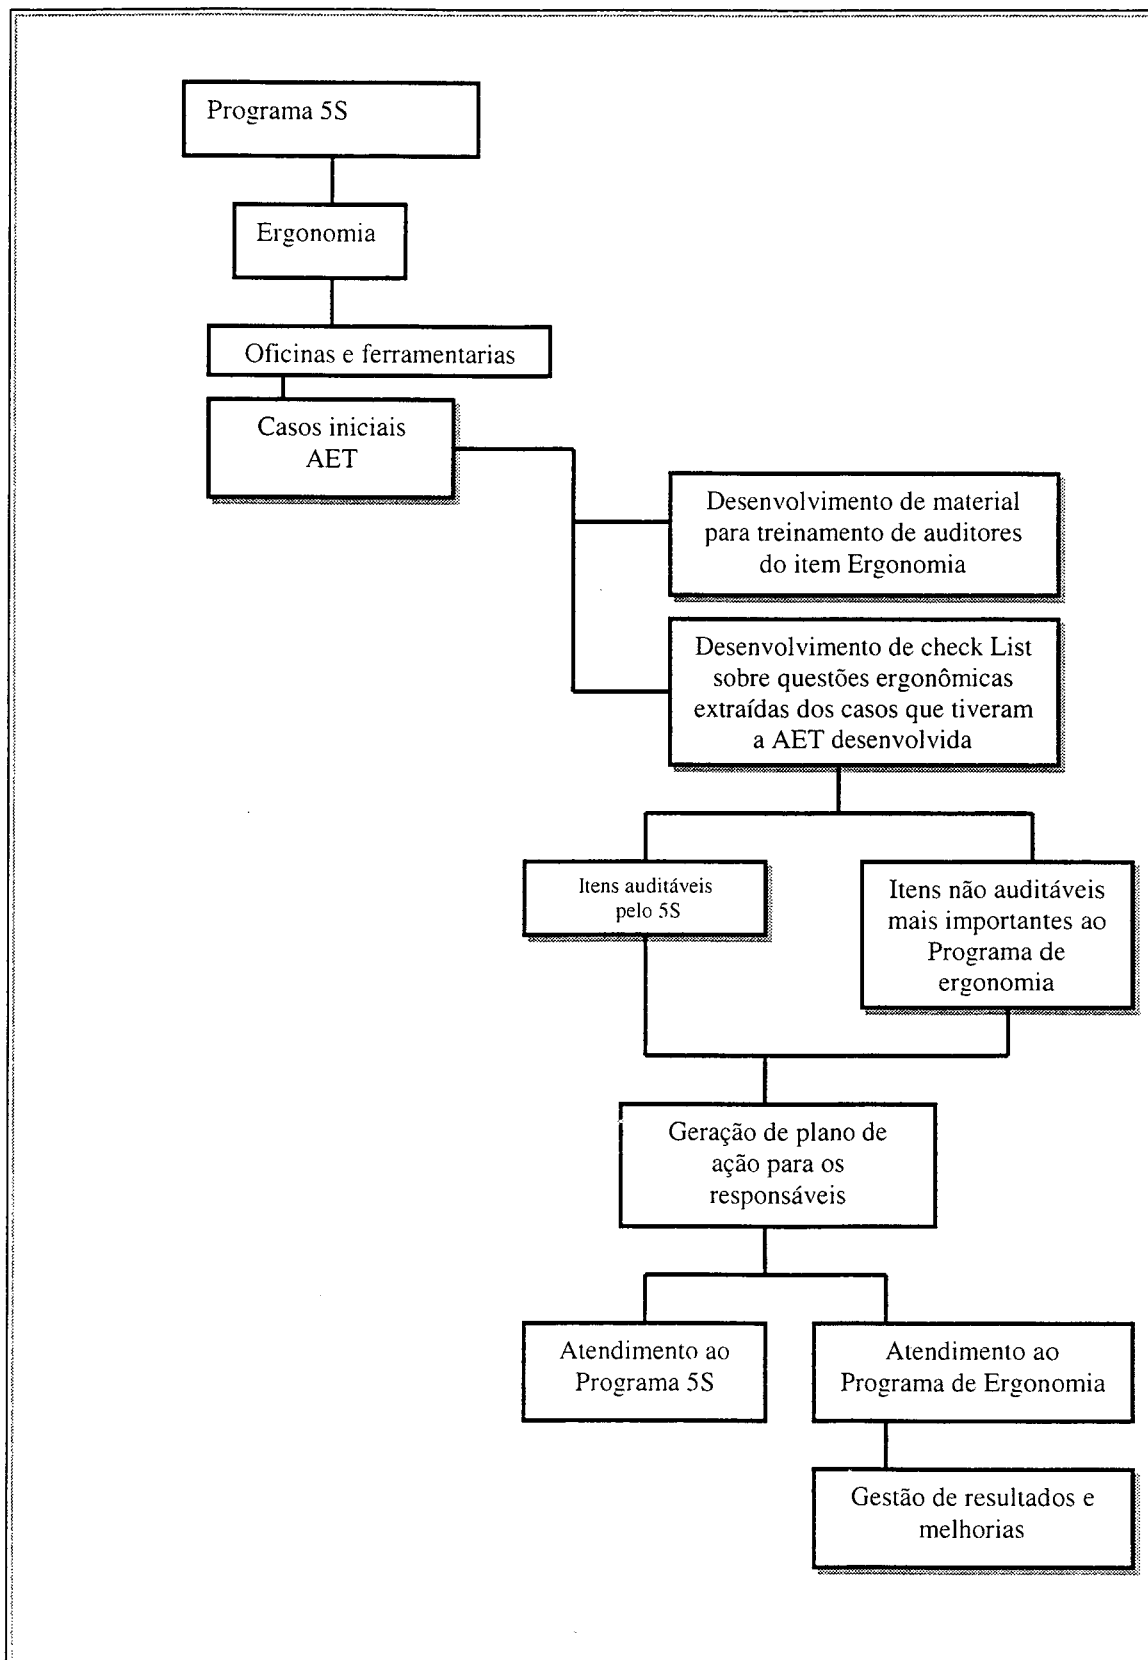 Programa 5S
Ergonomia
Oficinas e ferramentarias
Casos iniciais
AET
Desenvolvimento de material
para treinamento de auditores
do item Ergonomia
Desenvolvimento de check List
sobre questões ergonômicas
extraídas dos casos que tiveram
a AET desenvolvida
Itens auditáveis
pelo 5S
Itens não auditáveis
mais importantes ao
Programa de
ergonomia
Geração de plano de
ação para os
responsáveis
Atendimento ao
Programa 5S
Atendimento ao
Programa de Ergonomia
Gestão de resultados e
melhorias